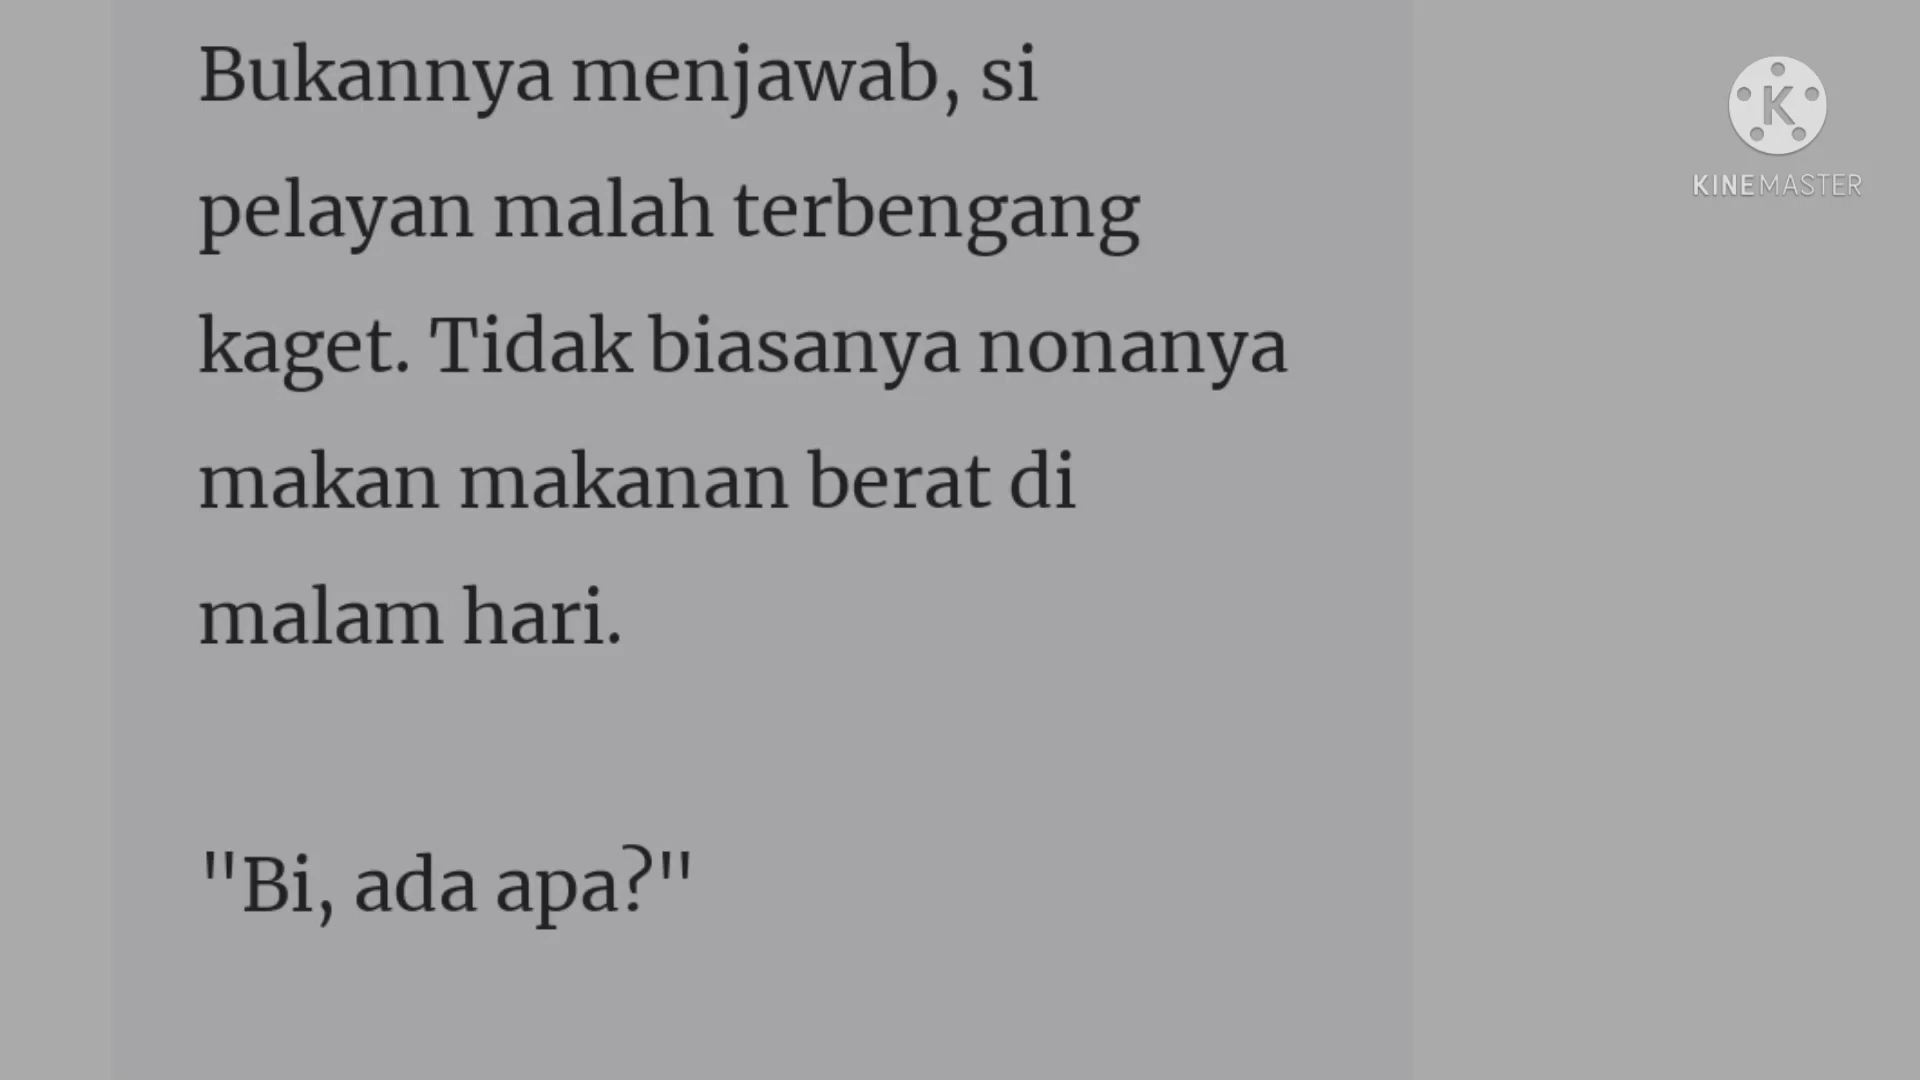 Bukannya menjawab, si
pelayan malah terbengang
kaget. Tidak biasanya nonanya
makan makanan berat di
malam hari.
"Bi, ada apa?"
K
KINEMASTER